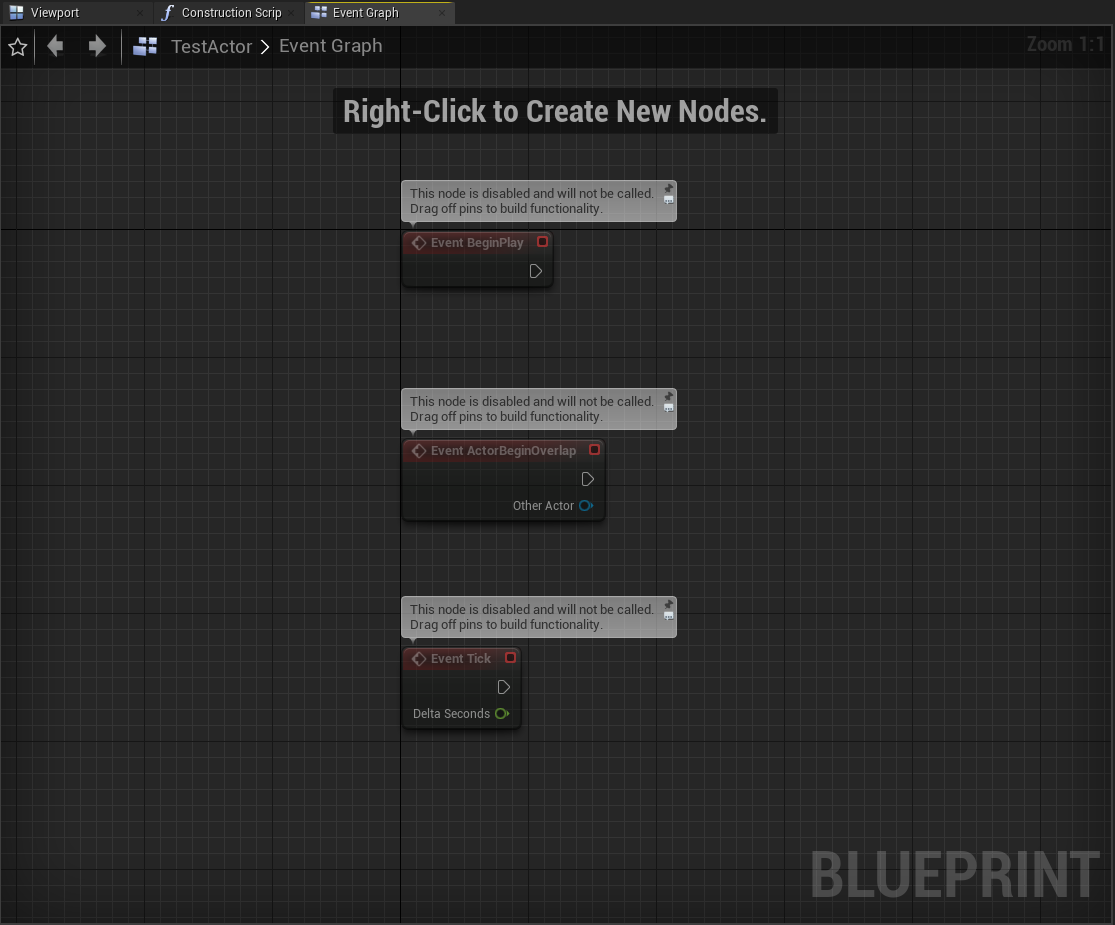 Viewport
Construction Scrip
Event Graph
TestActor
Event Graph
Zoom 1:1
Right-Click to Create New Nodes.
This node is disabled and will not be called.
Drag off pins to build functionality.
Event BeginPlay
This node is disabled and will not be called.
Drag off pins to build functionality.
Event ActorBeginOverlap
Other Actor
This node is disabled and will not be called.
Drag off pins to build functionality.
Event Tick
Delta Seconds
BLUEPRINT